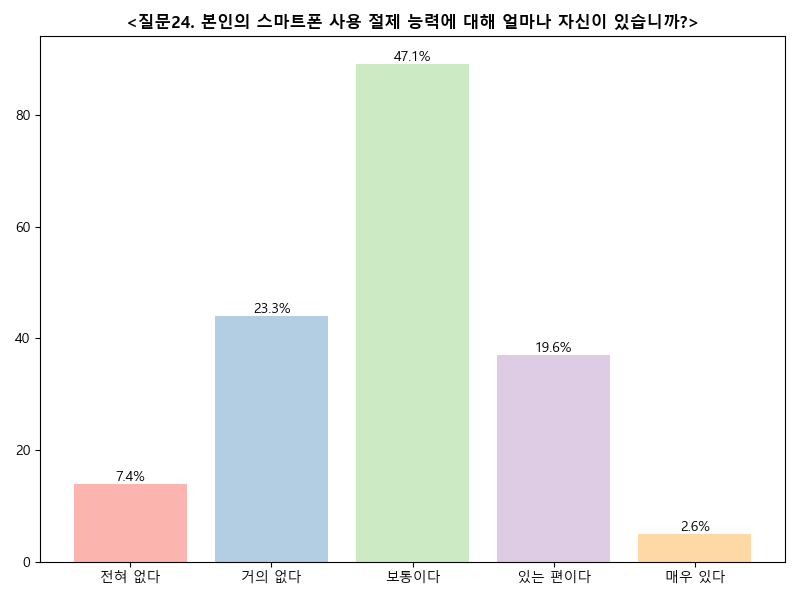 <질문24. 본인의 스마트폰 사용 절제 능력에 대해 얼마나 자신이 있습니까?>
80
60
40
20
0
7.4%
23.3%
47.1%
19.6%
2.6%
전혀 없다
거의 없다
보통이다
있는 편이다
매우 있다